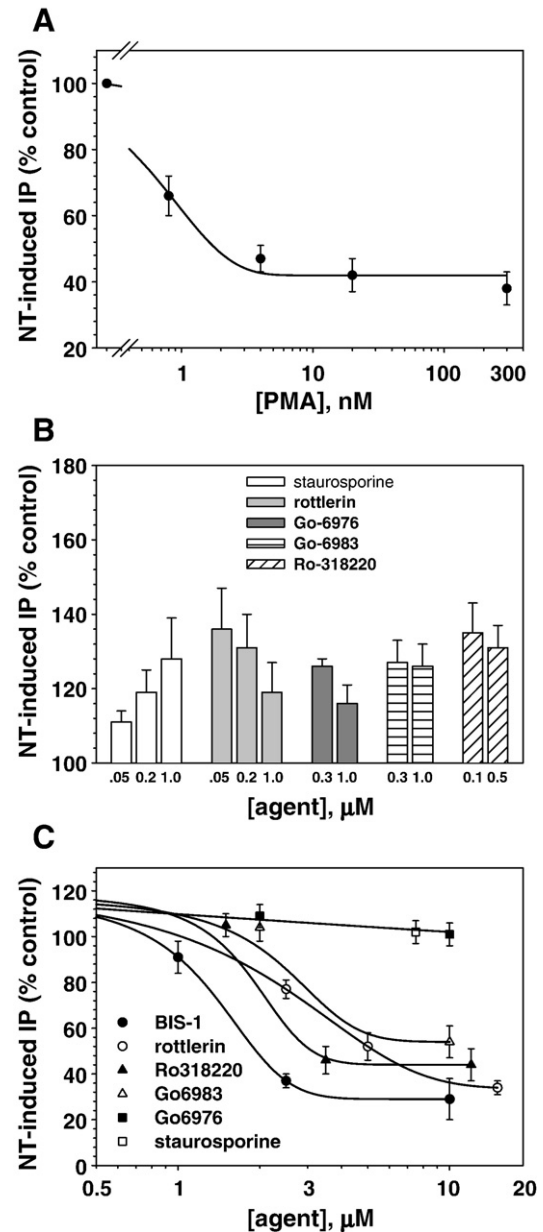 A
NT-induced IP (% control)
100
80
60
40
20
1 10 100 300
[PMA], nM
B
NT-induced IP (% control)
180
160
140
120
100
staurosporine
rottlerin
Go-6976
Go-6983
Ro-318220
.05 0.2 1.0 .05 0.2 1.0 0.3 1.0 0.3 1.0 0.1 0.5
[agent], μM
C
NT-induced IP (% control)
120
100
80
60
40
20
0
BIS-1
rottlerin
Ro318220
Go6983
Go6976
staurosporine
0.5 1 3 10 20
[agent], μM